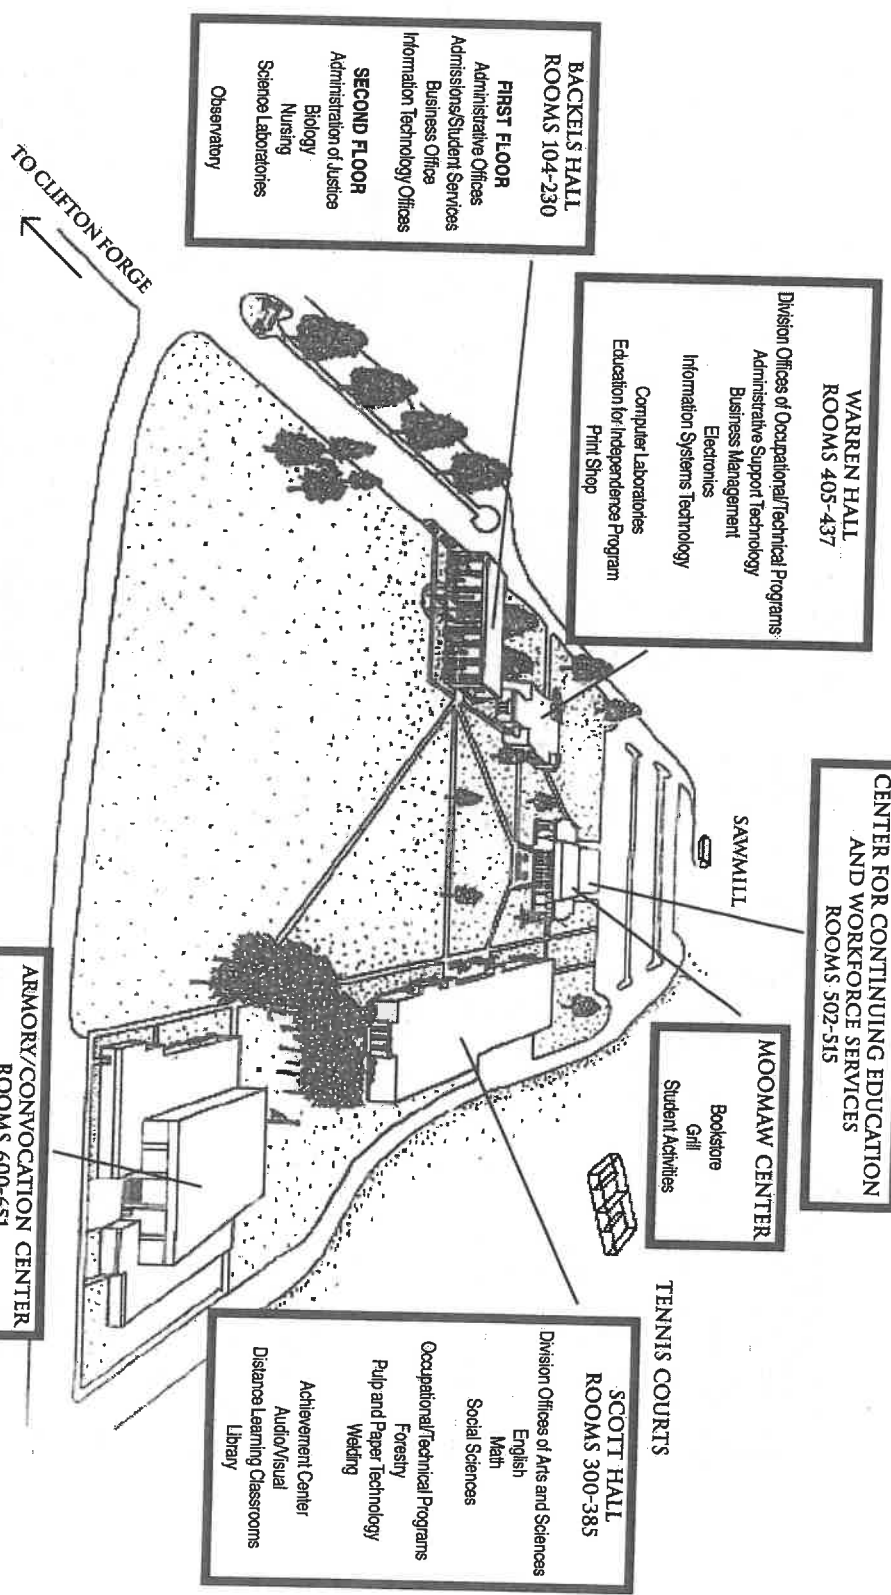 BACKELS HALL
ROOMS 104-230
FIRST FLOOR
Administrative Offices
Admissions/Student Services
Business Office
Information Technology Offices
SECOND FLOOR
Administration of Justice
Biology
Nursing
Science Laboratories
Observatory
TO CLIFTON FORGE
WARREN HALL
ROOMS 405-437
Division Offices of Occupational/Technical Programs
Administrative Support Technology
Business Management
Electronics
Information Systems Technology
Computer Laboratories
Education for Independence Program
Print Shop
CENTER FOR CONTINUING EDUCATION
AND WORKFORCE SERVICES
ROOMS 502-515
SAWMILL
MOOMAW CENTER
Bookstore
Grill
Student Activities
TENNIS COURTS
SCOTT HALL
ROOMS 300-385
Division Offices of Arts and Sciences
English
Math
Social Sciences
Occupational/Technical Programs
Forestry
Pulp and Paper Technology
Welding
Achievement Center
Audio/Visual
Distance Learning Classrooms
Library
ARMORY/CONVOCATION CENTER
ROOMS 600-651